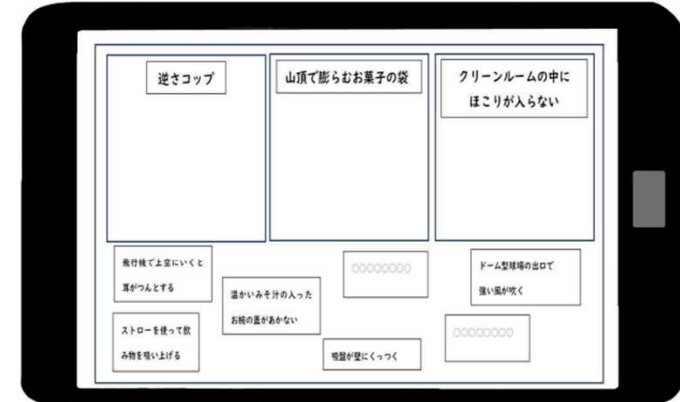 逆さコップ
山頂で膨らむお菓子の袋
クリーンルームの中に
ほこりが入らない
飛行機で上空にいくと
耳がつんとする
温かいみそ汁の入った
お椀の蓋があかない
○○○○○○○○
ドーム型球場の出口で
強い風が吹く
ストローを使って飲
み物を吸い上げる
吸盤が壁にくっつく
○○○○○○○○